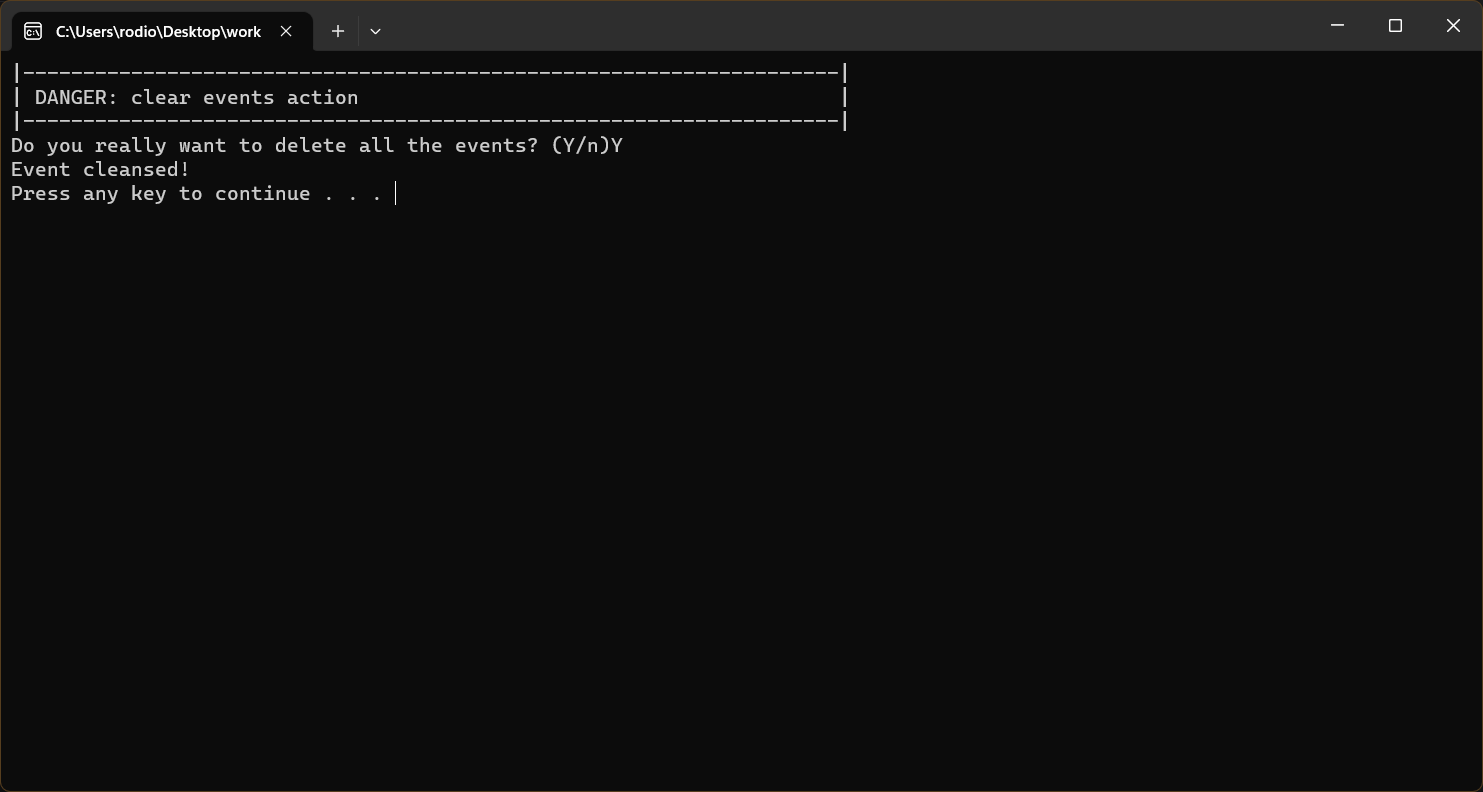 C:\Users\rodio\Desktop\work
|--------------------------------------------------------------------|
| DANGER: clear events action                                        |
|--------------------------------------------------------------------|
Do you really want to delete all the events? (Y/n)Y
Event cleansed!
Press any key to continue . . .